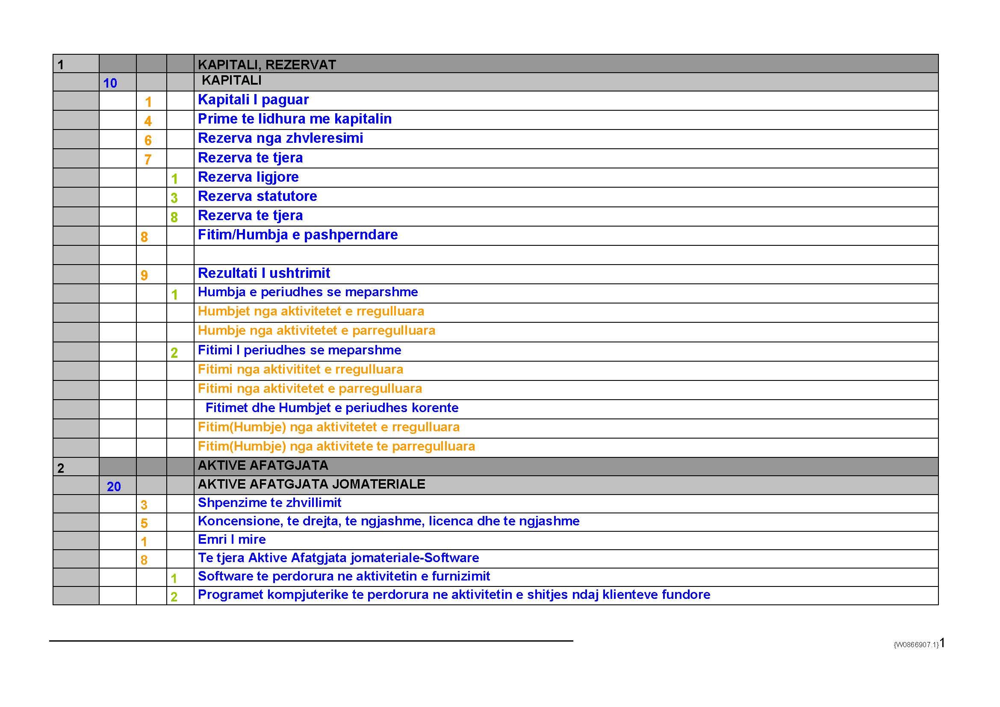 1 KAPITALI, REZERVAT
10 KAPITALI
1 Kapitali I paguar
4 Prime te lidhura me kapitalin
6 Rezerva nga zhvleresimi
7 Rezerva te tjera
1 Rezerva ligjore
3 Rezerva statutore
8 Rezerva te tjera
8 Fitim/Humbja e pashperndare
9 Rezultati I ushtrimit
1 Humbja e periudhes se meparshme
Humbjet nga aktivitetet e rregulluara
Humbje nga aktivitetet e parregulluara
2 Fitimi I periudhes se meparshme
Fitimi nga aktivititet e rregulluara
Fitimi nga aktivitetet e parregulluara
Fitimet dhe Humbjet e periudhes korente
Fitim(Humbje) nga aktivitetet e rregulluara
Fitim(Humbje) nga aktivitete te parregulluara
2 AKTIVE AFATGJATA
20 AKTIVE AFATGJATA JOMATERIALE
3 Shpenzime te zhvillimit
5 Koncensione, te drejta, te ngjashme, licenca dhe te ngjashme
1 Emri I mire
8 Te tjera Aktive Afatgjata jomateriale-Software
1 Software te perdorura ne aktivitetin e furnizimit
2 Programet kompjuterike te perdorura ne aktivitetin e shitjes ndaj klienteve fundore
{W0866907.1}1